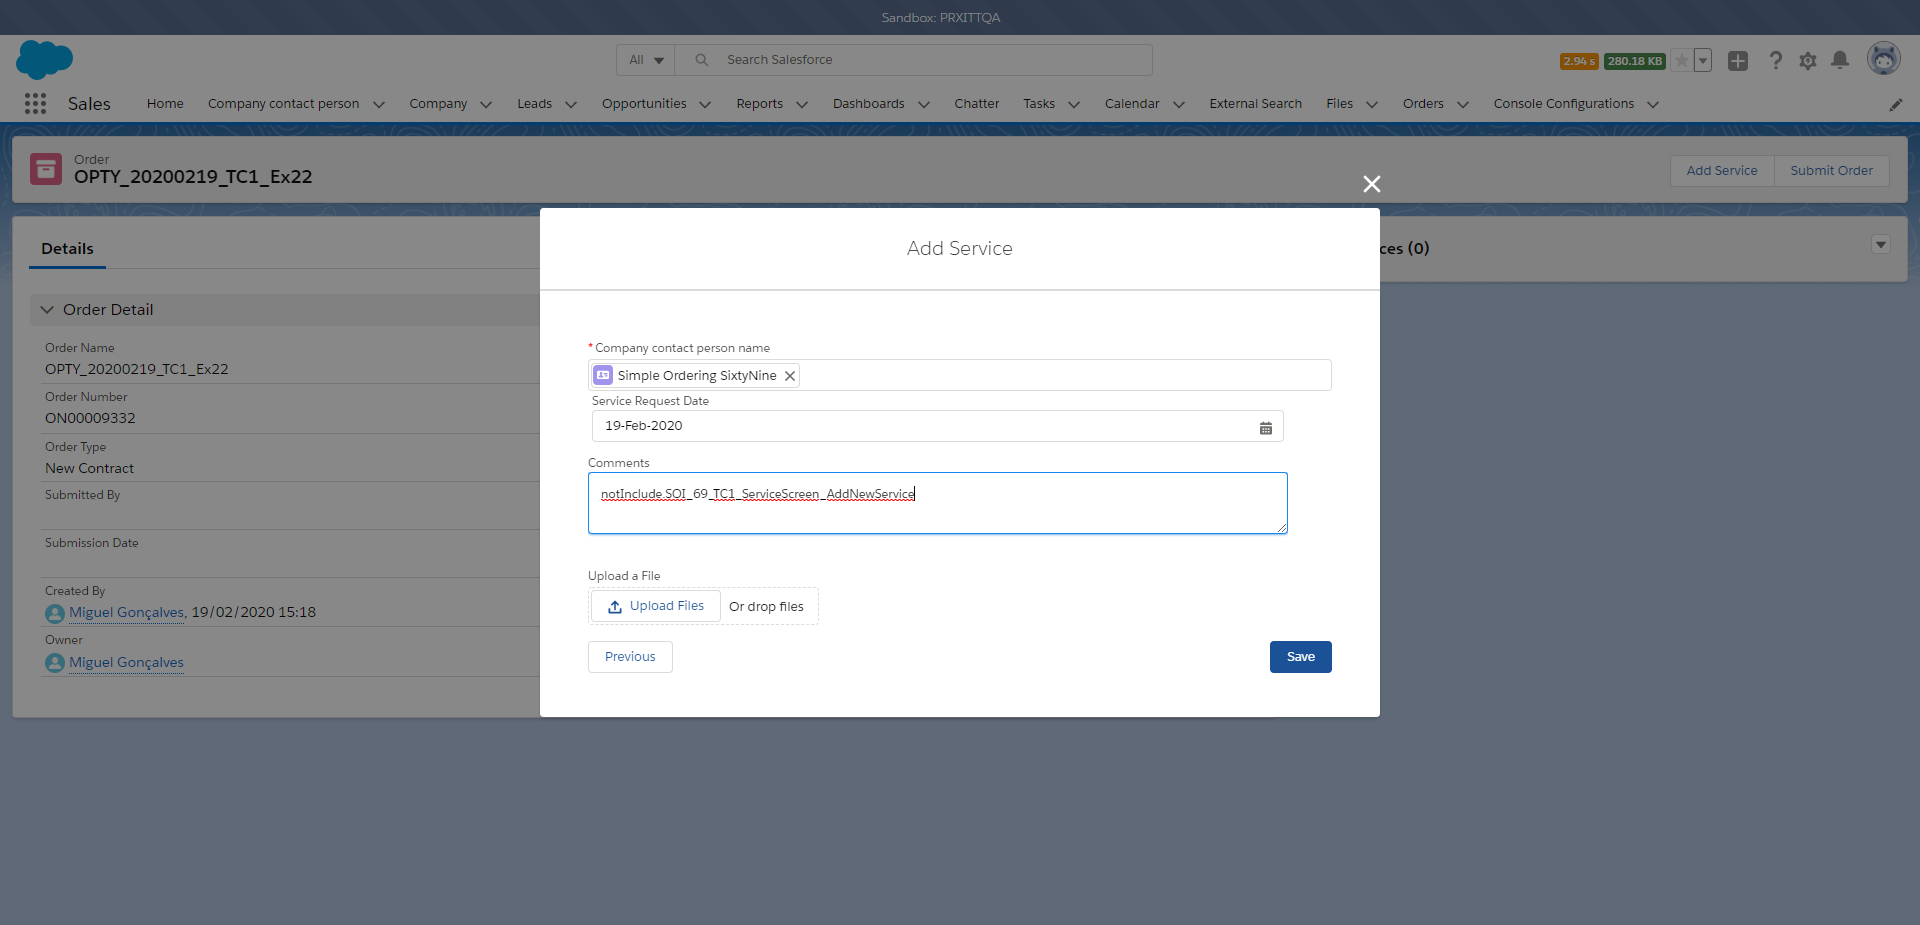 Sandbox: PRXITTQA
All
Search Salesforce
2.94 s
280.18 KB
Sales
Home
Company contact person
Company
Leads
Opportunities
Reports
Dashboards
Chatter
Tasks
Calendar
External Search
Files
Orders
Console Configurations
Order
OPTY_20200219_TC1_Ex22
Add Service
Submit Order
Details
ces (0)
Order Detail
Order Name
OPTY_20200219_TC1_Ex22
Order Number
ON00009332
Order Type
New Contract
Submitted By
Submission Date
Created By
Miguel Gonçalves, 19/02/2020 15:18
Owner
Miguel Gonçalves
Add Service
* Company contact person name
Simple Ordering SixtyNine
Service Request Date
19-Feb-2020
Comments
notInclude.SOI_69_TC1_ServiceScreen_AddNewService
Upload a File
Upload Files
Or drop files
Previous
Save